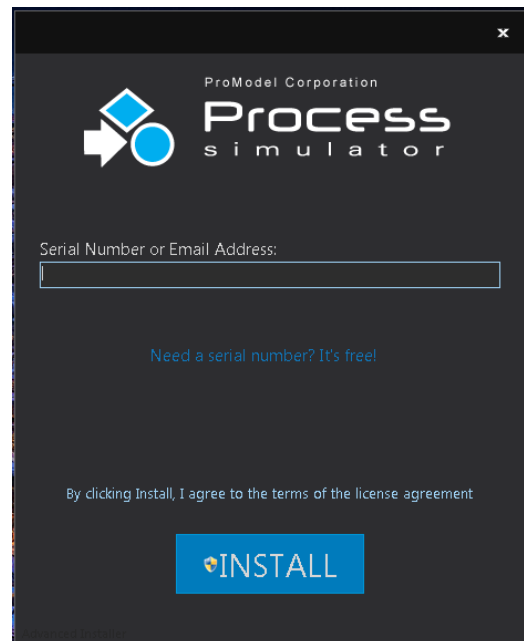 x
ProModel Corporation
Process
simulator
Serial Number or Email Address:
Need a serial number? It's free!
By clicking Install, I agree to the terms of the license agreement
INSTALL